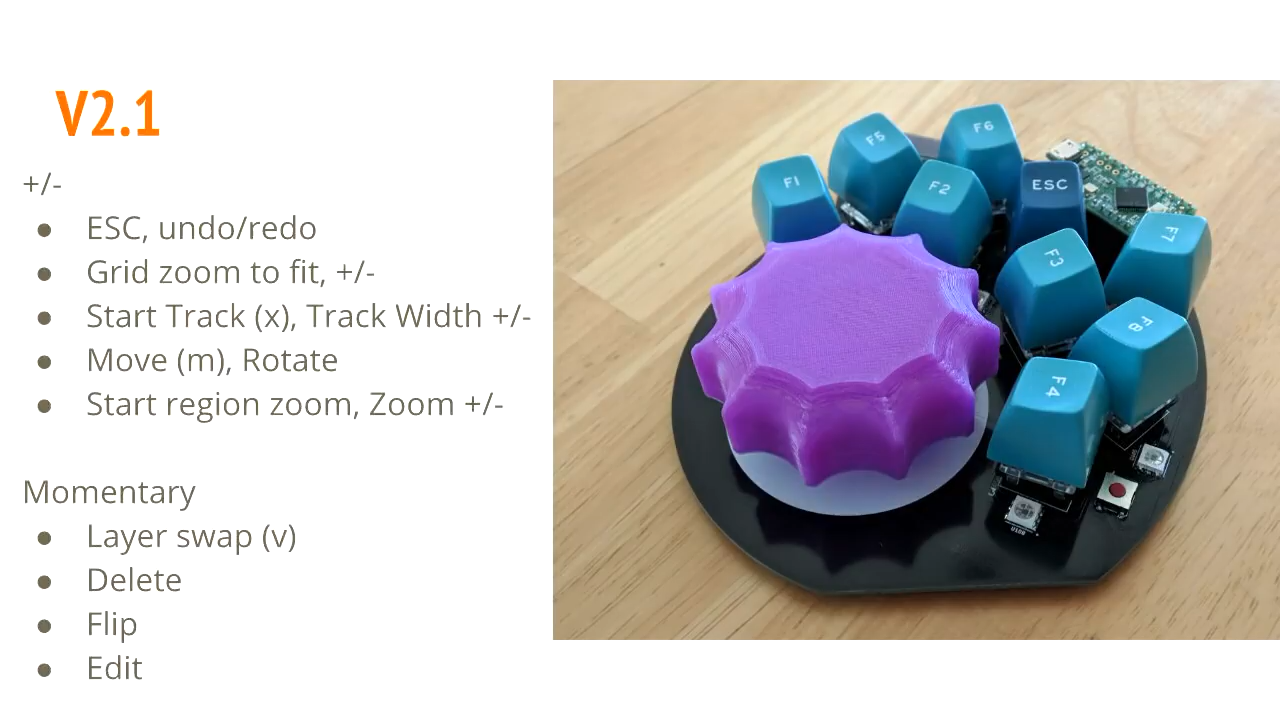 V2.1
+/-
● ESC, undo/redo
● Grid zoom to fit, +/-
● Start Track (x), Track Width +/-
● Move (m), Rotate
● Start region zoom, Zoom +/-
Momentary
● Layer swap (v)
● Delete
● Flip
● Edit
F1
F5
F6
F2
ESC
F3
F7
F8
F4